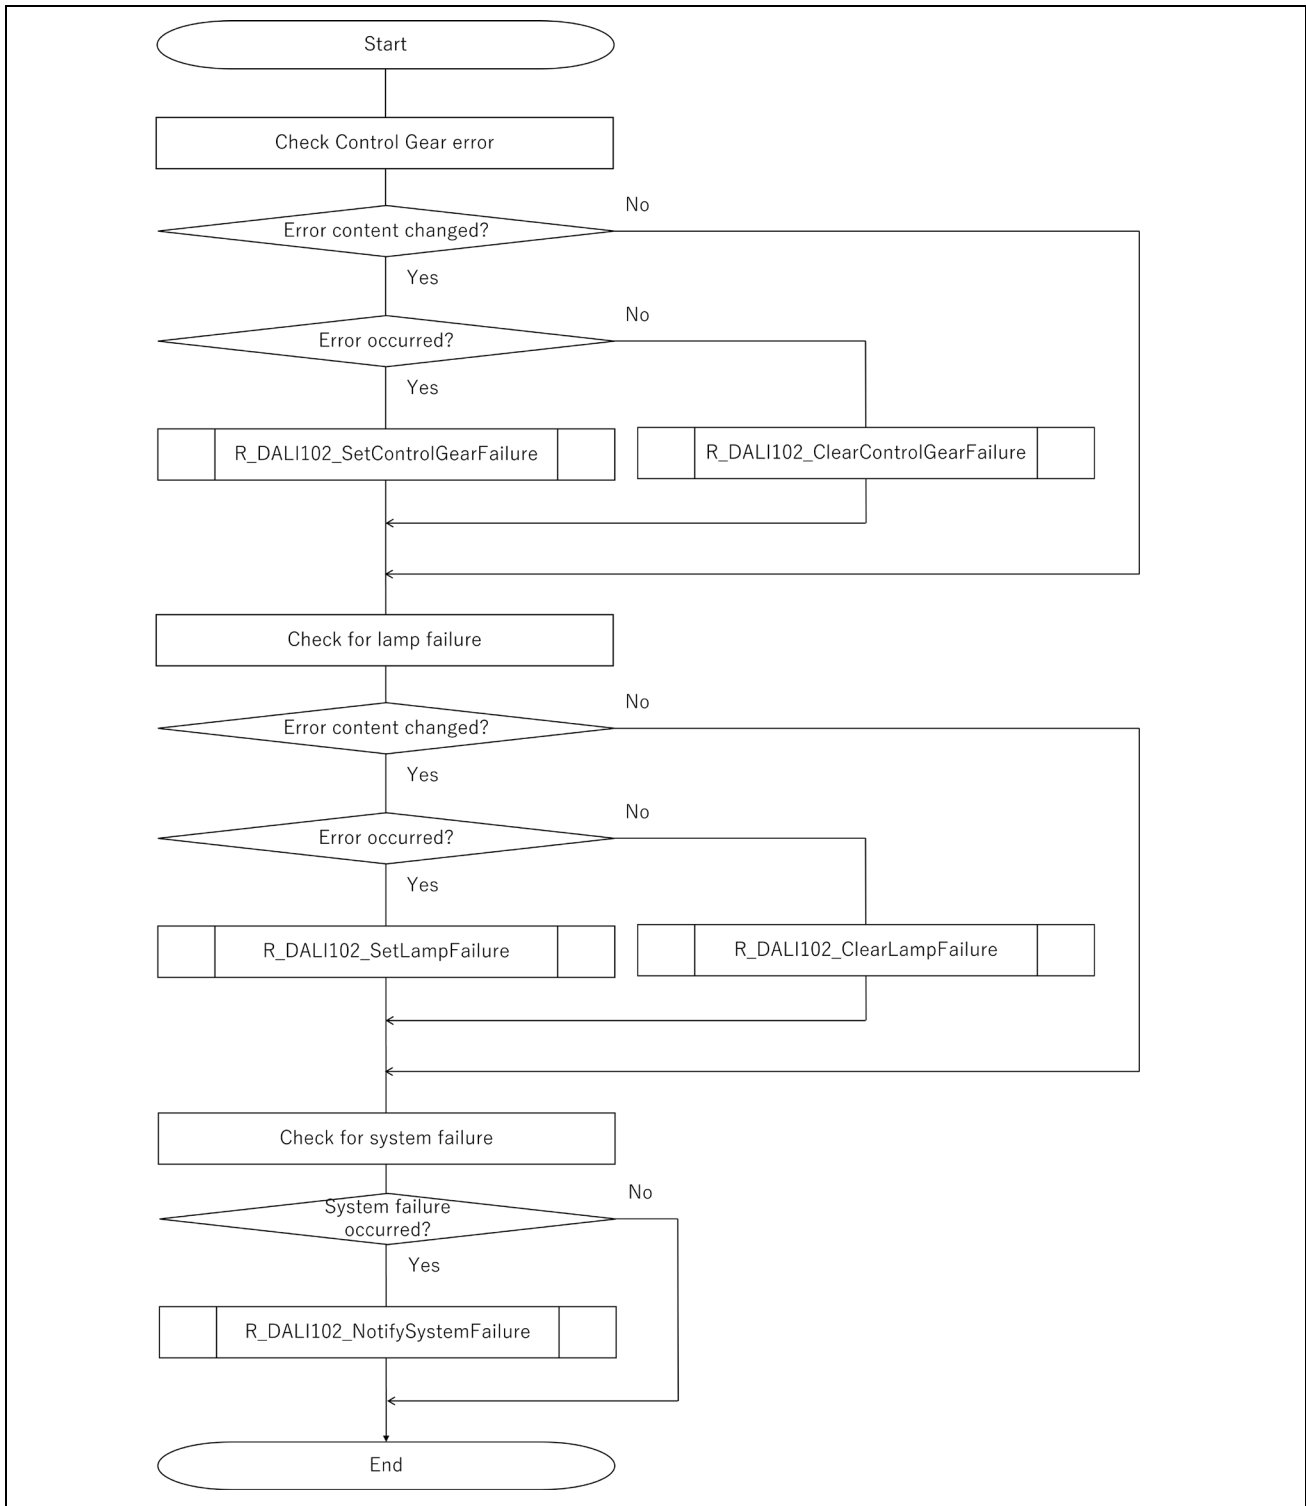 Start
Check Control Gear error
No
Error content changed?
Yes
No
Error occurred?
Yes
R_DALI102_SetControlGearFailure
R_DALI102_ClearControlGearFailure
Check for lamp failure
No
Error content changed?
Yes
No
Error occurred?
Yes
R_DALI102_SetLampFailure
R_DALI102_ClearLampFailure
Check for system failure
No
System failure
occurred?
Yes
R_DALI102_NotifySystemFailure
End